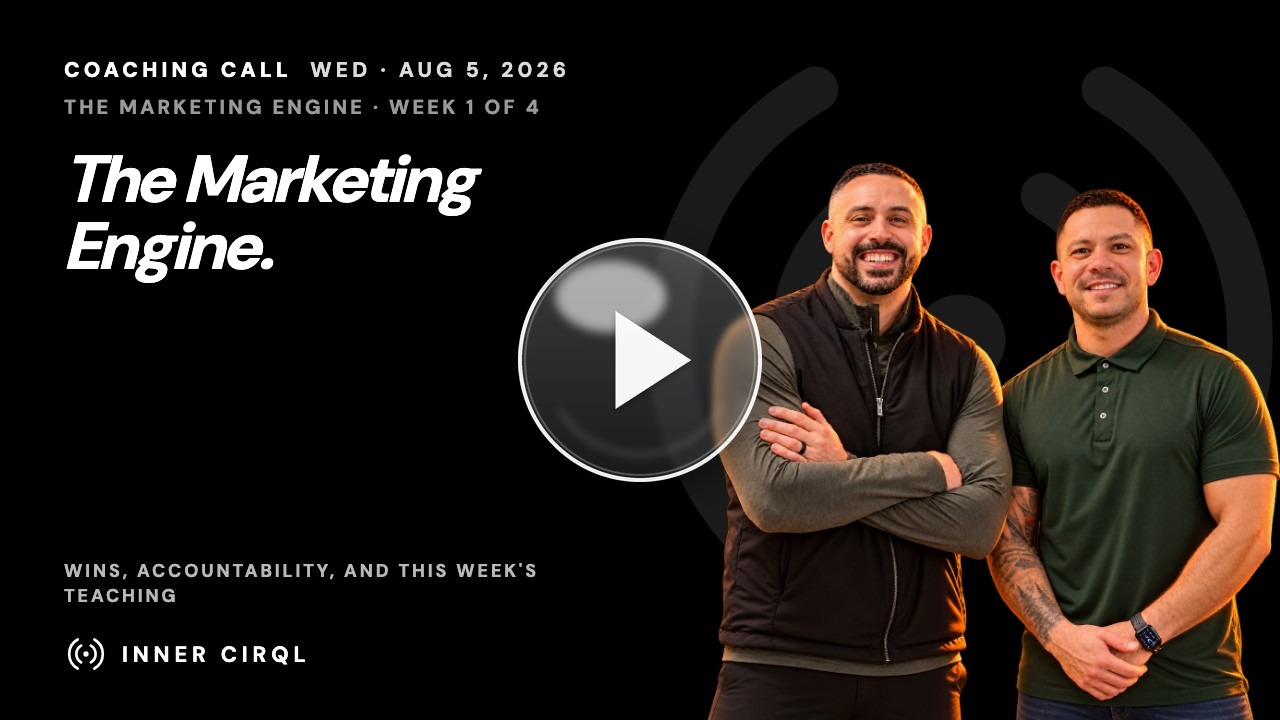 COACHING CALL WED · AUG 5, 2026
THE MARKETING ENGINE · WEEK 1 OF 4
The Marketing
Engine.
WINS, ACCOUNTABILITY, AND THIS WEEK'S
TEACHING
INNER CIRQL